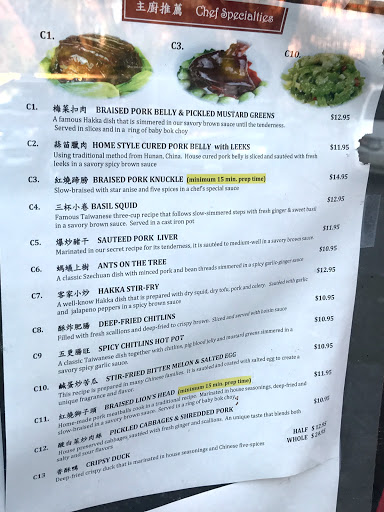 主廚推薦 Chef Specialties
C1. C3. C10.
C1. 梅菜扣肉 BRAISED PORK BELLY & PICKLED MUSTARD GREENS $12.95
A famous Hakka dish that is simmered in our savory brown sauce until the tenderness.
Served in slices and in a ring of baby bok choy
C2. 蒜苗臘肉 HOME STYLE CURED PORK BELLY with LEEKS $11.95
Using traditional method from Hunan, China. House cured pork belly is sliced and sautéed with fresh
leeks in a savory spicy brown sauce
C3. 紅燒蹄膀 BRAISED PORK KNUCKLE (minimum 15 min. prep time) $14.95
Slow-braised with star anise and five spices in a chef's special sauce
C4. 三杯小卷 BASIL SQUID $12.95
Famous Taiwanese three-cup recipe that follows slow-simmered steps with fresh ginger & sweet basil
in a savory brown sauce. Served in a cast iron pot
C5. 爆炒豬干 SAUTEED PORK LIVER $11.95
Marinated in our secret recipe for its tenderness, it is sautéed to medium-well in a savory brown sauce
C6. 螞蟻上樹 ANTS ON THE TREE $10.95
A classic Szechuan dish with minced pork and bean threads simmered in a spicy garlic-ginger sauce
C7. 客家小炒 HAKKA STIR-FRY $12.95
A well-know Hakka dish that is prepared with dry squid, dry tofu, pork and celery. Sautéed with garlic
and jalapeno peppers in a spicy brown sauce
C8. 酥炸肥腸 DEEP-FRIED CHITLINS $10.95
Filled with fresh scallions and deep-fried to crispy brown. Sliced and served with bean sauce
C9 五更腸旺 SPICY CHITLINS HOT POT $10.95
A classic Taiwanese dish together with chitlins, pig blood jelly and mustard greens simmered in a
savory spicy garlic sauce.
C10. 鹹蛋炒苦瓜 STIR-FRIED BITTER MELON & SALTED EGG $10.95
This recipe is prepared in many Chinese families. It is sautéed and coated with salted egg to create a
unique fragrance and flavor.
C11. 紅燒獅子頭 BRAISED LION'S HEAD (minimum 15 min. prep time) $11.95
Home-made pork meatballs cook in a traditional recipe. Marinated in house seasonings, deep-fried and
slow-braised in a savory brown sauce. Served in a ring of baby bok choy
C12. 酸白菜炒肉絲 PICKLED CABBAGES & SHREDDED PORK $10.95
House preserved cabbages sautéed with fresh ginger and scallions. An unique taste that blends both
salty and sour flavors
C13 香酥鴨 CRIPSY DUCK HALF $ 12.95
Deep-fried crispy duck that is marinated in house seasonings and Chinese five-spices WHOLE $ 24.95